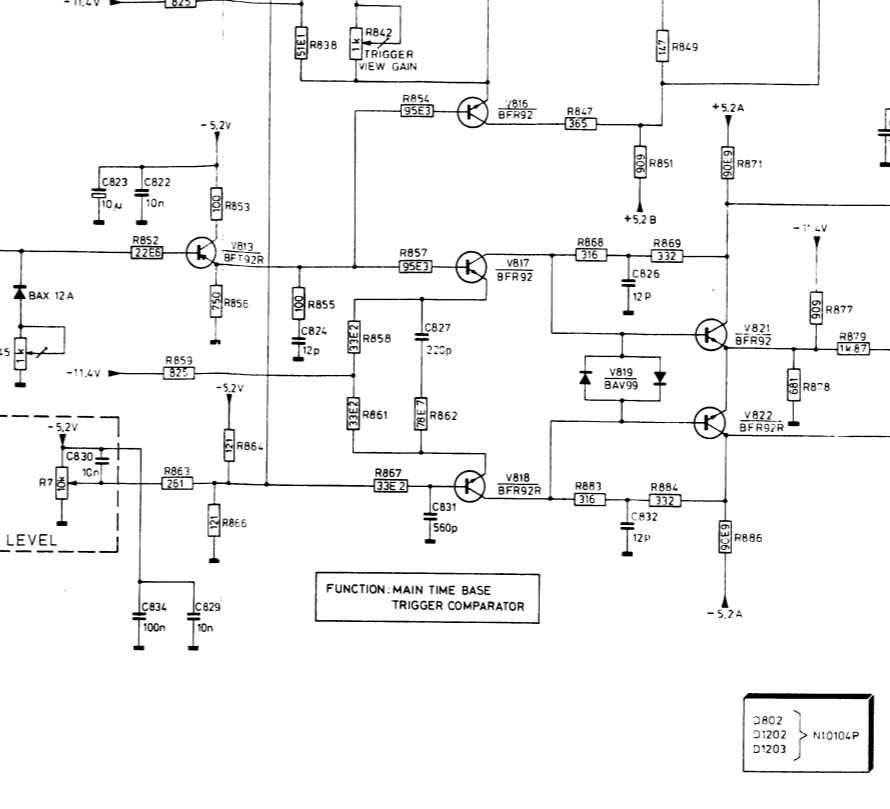 -11,4V
825
51E1
R838
R842
1k
TRIGGER
VIEW GAIN
147
R849
R854
95E3
V816
BFR92
R847
365
909
R851
+5,2B
+5,2A
90E9
R871
-5,2V
C823
10µ
C822
10n
100
R853
R852
22E6
V813
BFT92R
750
R856
R857
95E3
V817
BFR92
R868
316
R869
332
C826
12P
-11,4V
909
R877
BAX 12A
1k
45
100
R855
C824
12p
33E2
R858
C827
220p
R859
825
-11,4V
V821
BFR92
R879
1k87
V819
BAV99
681
R878
-5,2V
33E2
R861
78E7
R862
V822
BFR92R
-5,2V
C830
10n
R7
10k
LEVEL
121
R864
R863
261
121
R866
R867
33E2
V818
BFR92R
C831
560p
R883
316
R884
332
C832
12P
90E9
R886
-5,2A
C834
100n
C829
10n
FUNCTION: MAIN TIME BASE
TRIGGER COMPARATOR
D802
D1202
D1203
N10104P